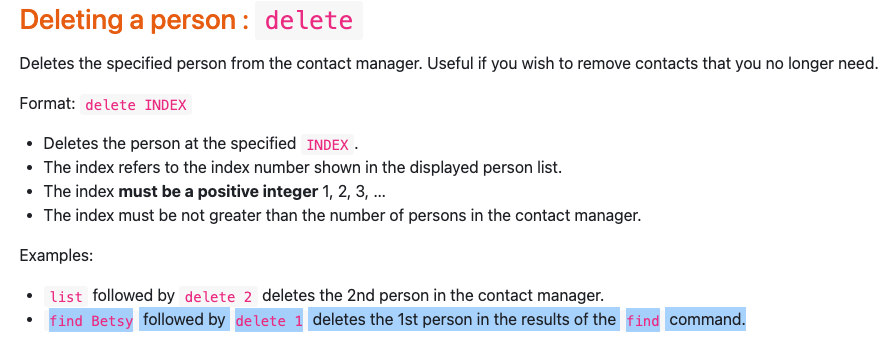 Deleting a person : delete
Deletes the specified person from the contact manager. Useful if you wish to remove contacts that you no longer need.
Format: delete INDEX
• Deletes the person at the specified INDEX .
• The index refers to the index number shown in the displayed person list.
• The index must be a positive integer 1, 2, 3, ...
• The index must be not greater than the number of persons in the contact manager.
Examples:
• list followed by delete 2 deletes the 2nd person in the contact manager.
• find Betsy followed by delete 1 deletes the 1st person in the results of the find command.